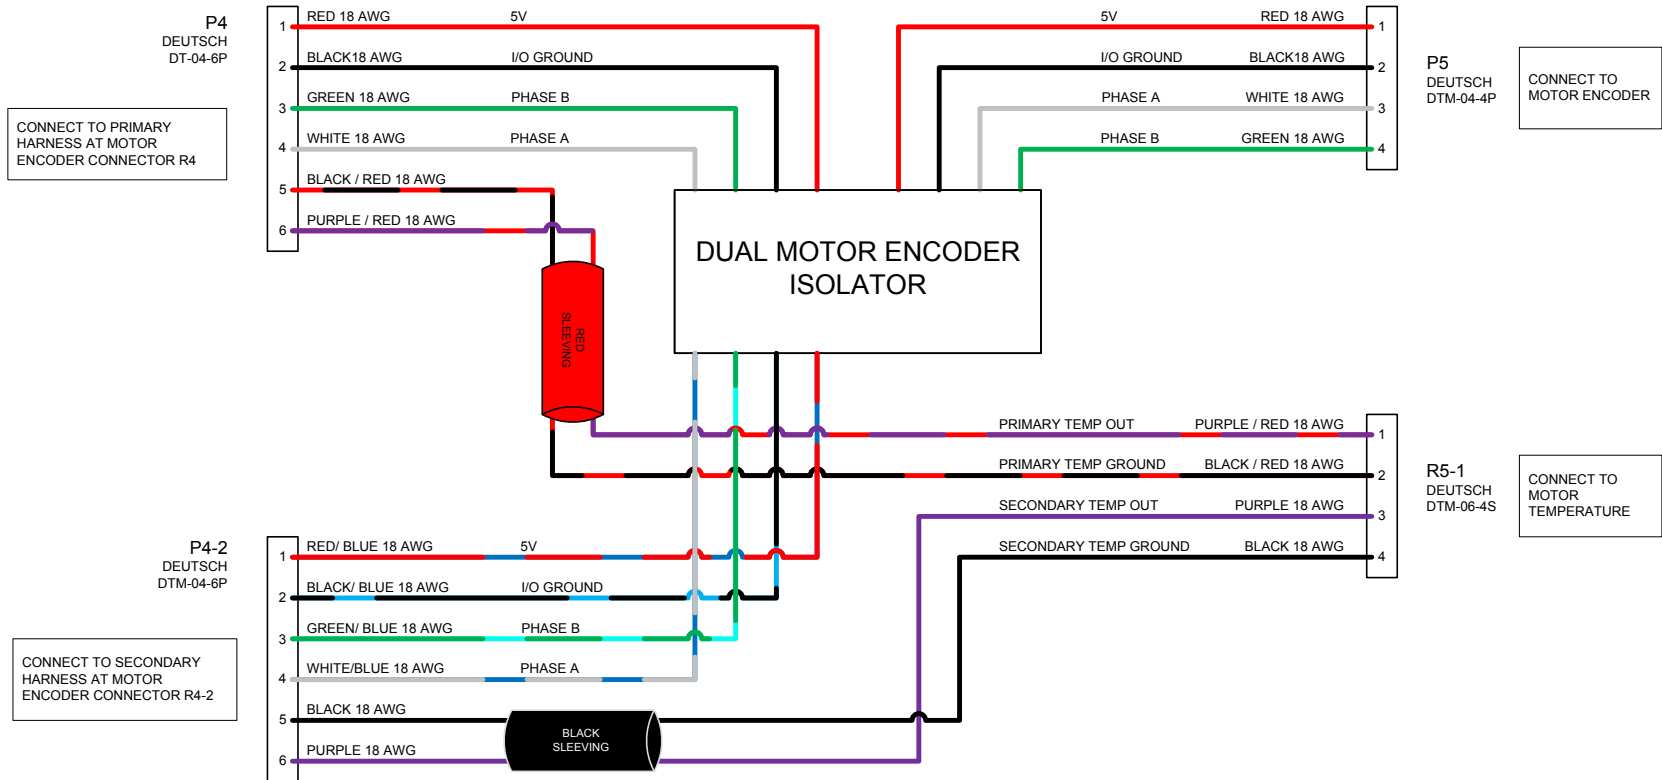 P4
DEUTSCH
DT-04-6P
1
RED 18 AWG
5V
2
BLACK18 AWG
I/O GROUND
3
GREEN 18 AWG
PHASE B
4
WHITE 18 AWG
PHASE A
5
BLACK / RED 18 AWG
6
PURPLE / RED 18 AWG
CONNECT TO PRIMARY
HARNESS AT MOTOR
ENCODER CONNECTOR R4
5V
RED 18 AWG
1
I/O GROUND
BLACK18 AWG
2
PHASE A
WHITE 18 AWG
3
PHASE B
GREEN 18 AWG
4
P5
DEUTSCH
DTM-04-4P
CONNECT TO
MOTOR ENCODER
DUAL MOTOR ENCODER
ISOLATOR
RED
SLEEVING
PRIMARY TEMP OUT
PURPLE / RED 18 AWG
1
PRIMARY TEMP GROUND
BLACK / RED 18 AWG
2
SECONDARY TEMP OUT
PURPLE 18 AWG
3
SECONDARY TEMP GROUND
BLACK 18 AWG
4
R5-1
DEUTSCH
DTM-06-4S
CONNECT TO
MOTOR
TEMPERATURE
P4-2
DEUTSCH
DTM-04-6P
1
RED/ BLUE 18 AWG
5V
2
BLACK/ BLUE 18 AWG
I/O GROUND
3
GREEN/ BLUE 18 AWG
PHASE B
4
WHITE/BLUE 18 AWG
PHASE A
5
BLACK 18 AWG
6
PURPLE 18 AWG
CONNECT TO SECONDARY
HARNESS AT MOTOR
ENCODER CONNECTOR R4-2
BLACK
SLEEVING